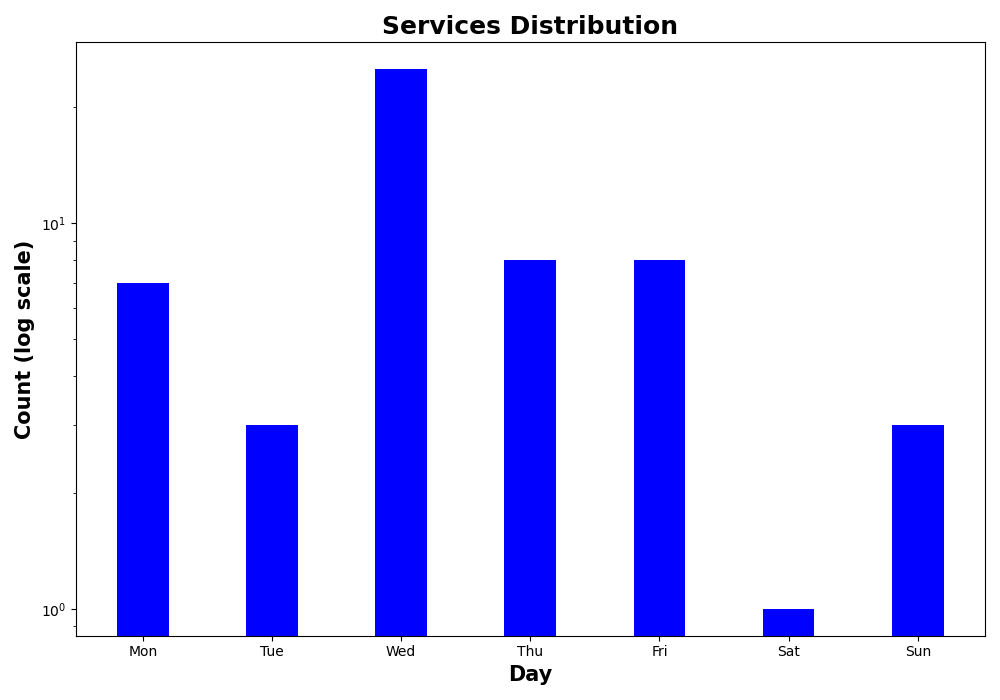 Services Distribution
Count (log scale)
10¹
10⁰
Mon Tue Wed Thu Fri Sat Sun
Day